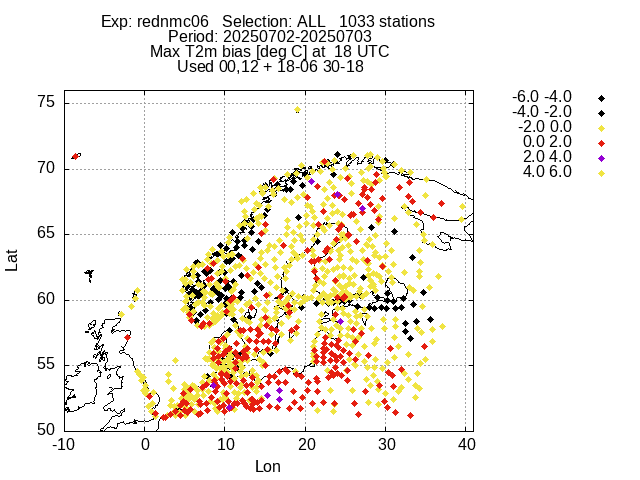 Exp: rednmc06   Selection: ALL   1033 stations
Period: 20250702-20250703
Max T2m bias [deg C] at  18 UTC
Used 00,12 + 18-06 30-18
-6.0 -4.0
-4.0 -2.0
-2.0 0.0
0.0 2.0
2.0 4.0
4.0 6.0
75
70
65
60
55
50
Lat
-10 0 10 20 30 40
Lon